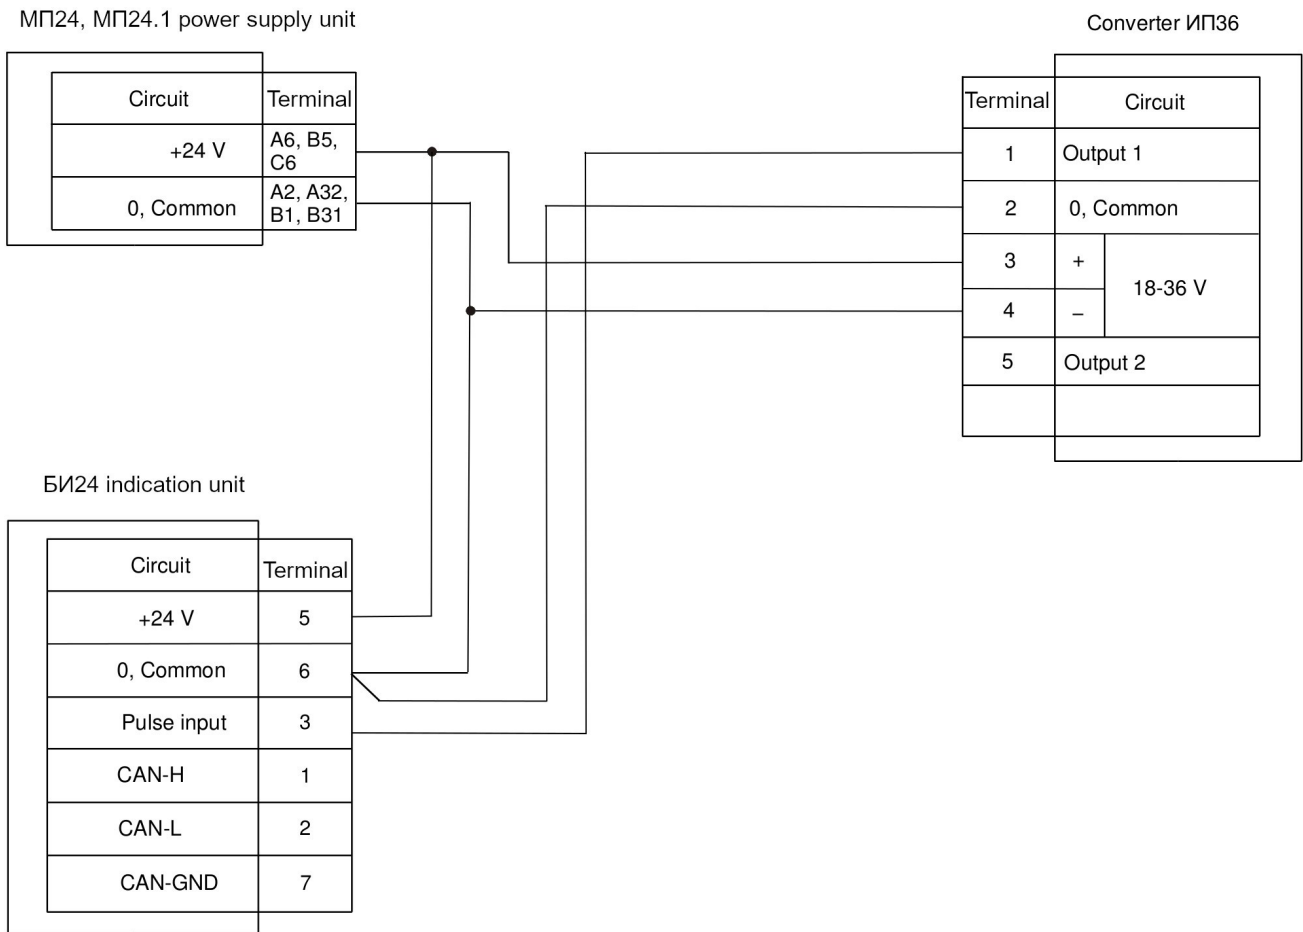 МП24, МП24.1 power supply unit
Circuit Terminal
+24 V A6, B5,
C6
0, Common A2, A32,
B1, B31
Converter ИП36
Terminal Circuit
1 Output 1
2 0, Common
3 +
18-36 V
4 –
5 Output 2
БИ24 indication unit
Circuit Terminal
+24 V 5
0, Common 6
Pulse input 3
CAN-H 1
CAN-L 2
CAN-GND 7